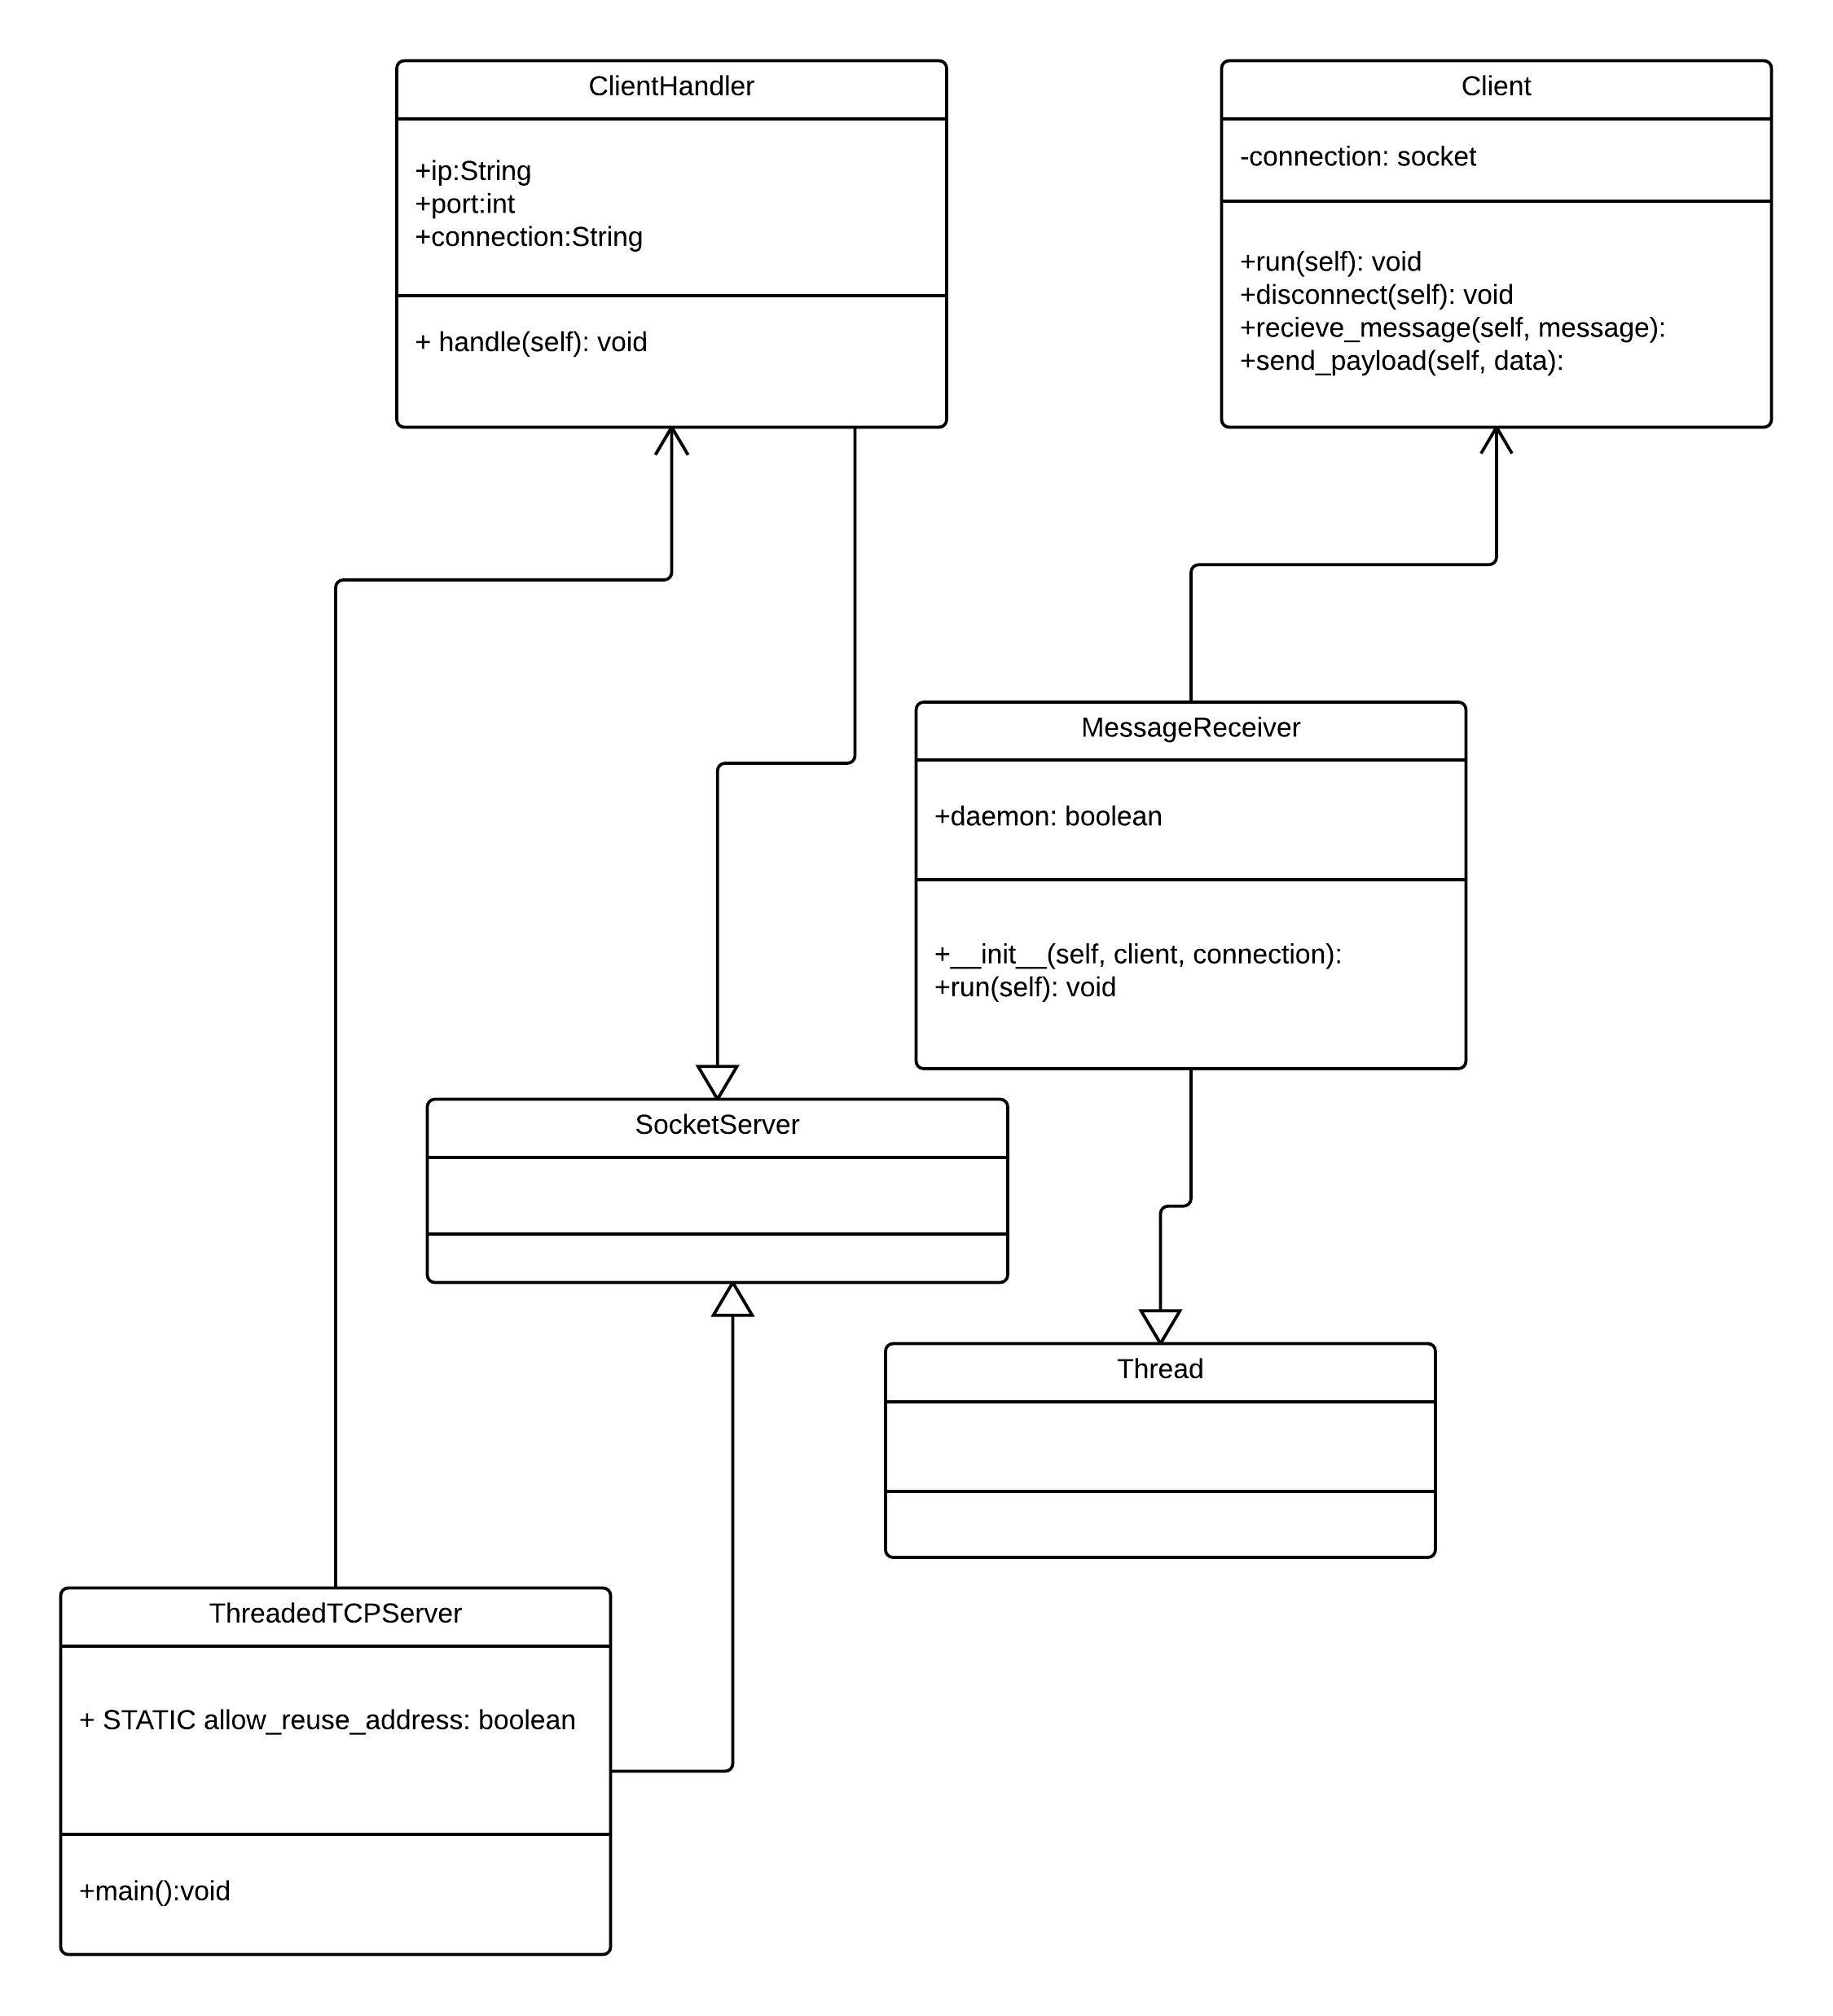 ClientHandler
+ip:String
+port:int
+connection:String
+ handle(self): void
Client
-connection: socket
+run(self): void
+disconnect(self): void
+recieve_message(self, message):
+send_payload(self, data):
MessageReceiver
+daemon: boolean
+__init__(self, client, connection):
+run(self): void
SocketServer
Thread
ThreadedTCPServer
+ STATIC allow_reuse_address: boolean
+main():void